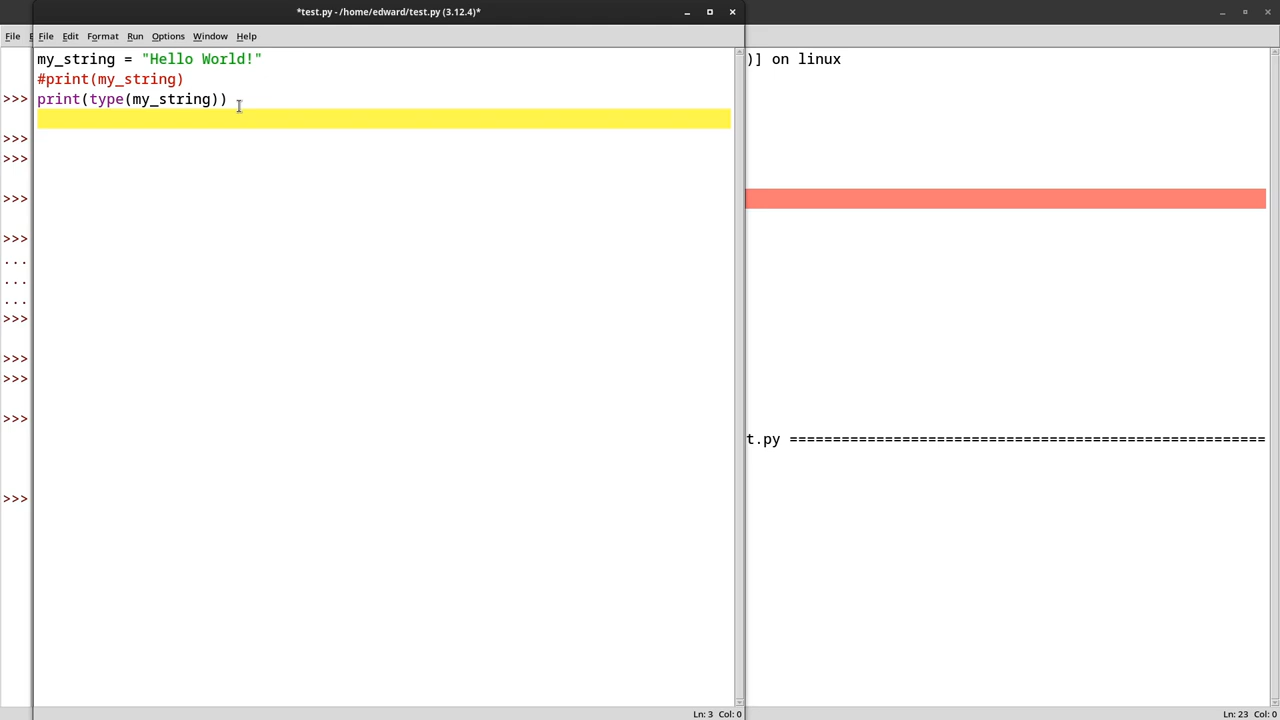 *test.py - /home/edward/test.py (3.12.4)*
File
File Edit Format Run Options Window Help
my_string = "Hello World!"
#print(my_string)
print(type(my_string))
)] on linux
>>>
>>>
>>>
>>>
>>>
...
...
...
>>>
>>>
>>>
>>>
t.py ======================================================
>>>
Ln: 3 Col: 0
Ln: 23 Col: 0